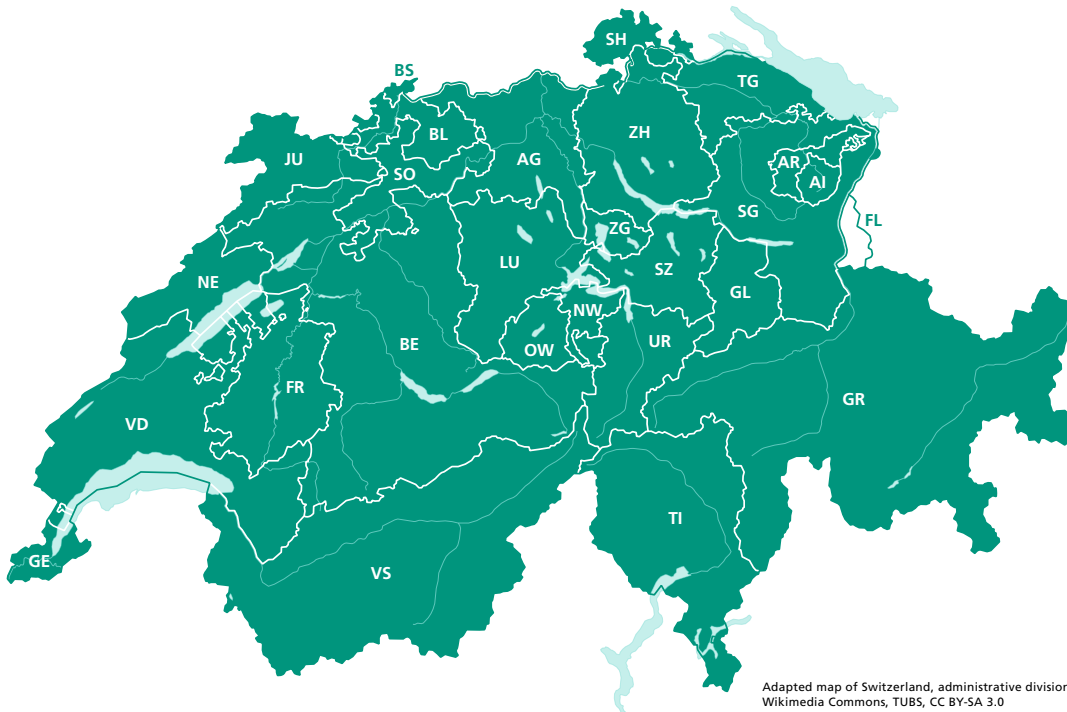 SH
BS
TG
BL
ZH
JU
AG
AR
SO
AI
SG
FL
ZG
LU
SZ
NE
GL
NW
BE
OW
UR
FR
GR
VD
TI
GE
VS
Adapted map of Switzerland, administrative division
Wikimedia Commons, TUBS, CC BY-SA 3.0